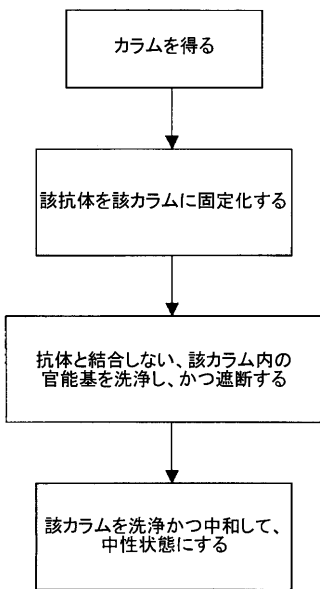 カラムを得る
該抗体を該カラムに固定化する
抗体と結合しない、該カラム内の
官能基を洗浄し、かつ遮断する
該カラムを洗浄かつ中和して、
中性状態にする